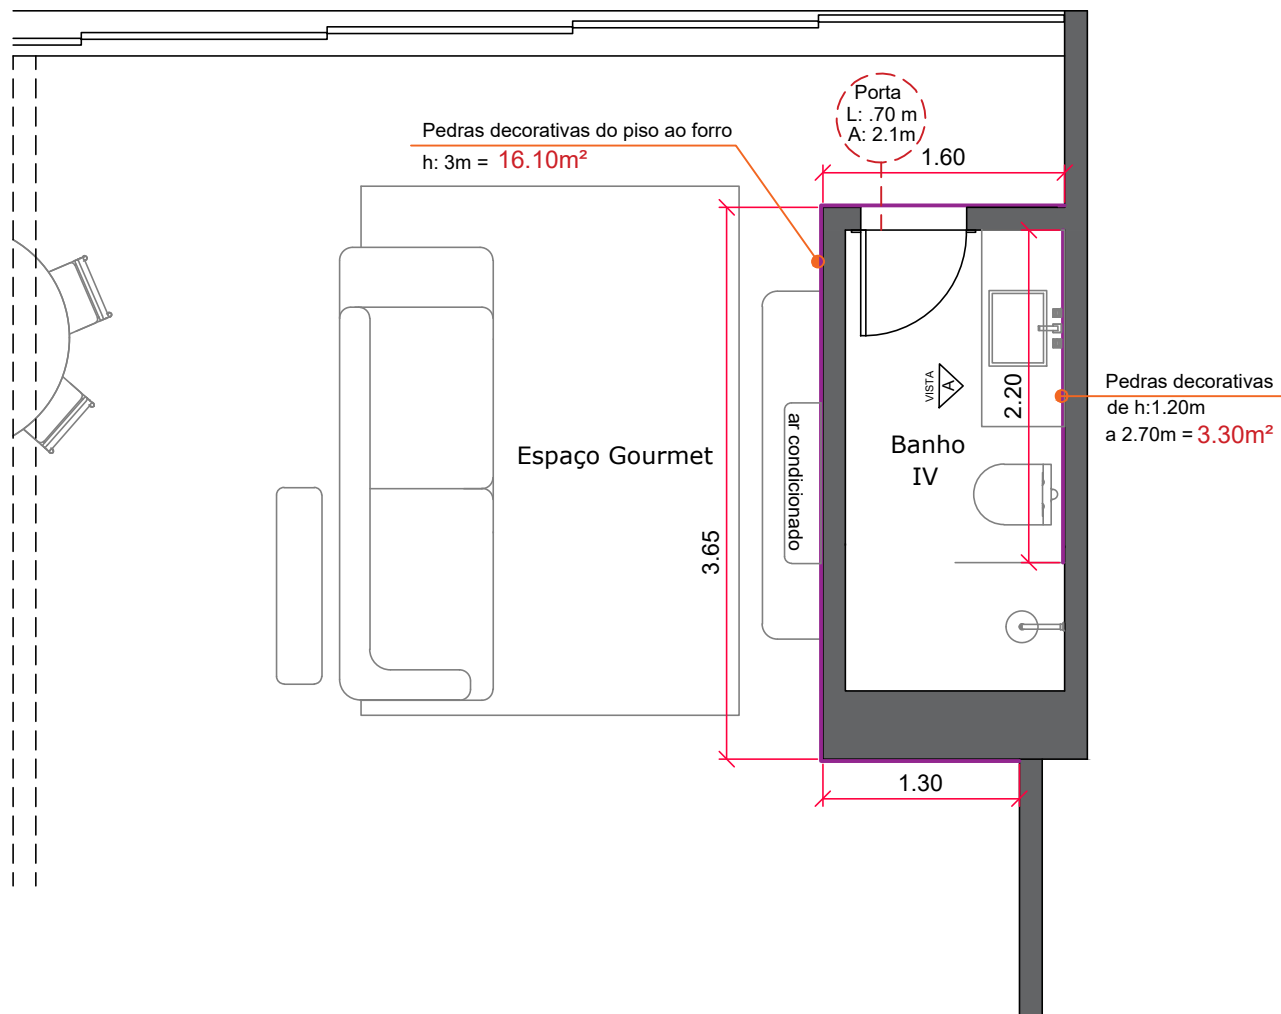 Porta
L: .70 m
A: 2.1m
Pedras decorativas do piso ao forro
h: 3m = 16.10m²
1.60
VISTA
A
2.20
Pedras decorativas
de h:1.20m
a 2.70m = 3.30m²
ar condicionado
Espaço Gourmet
Banho
IV
3.65
1.30